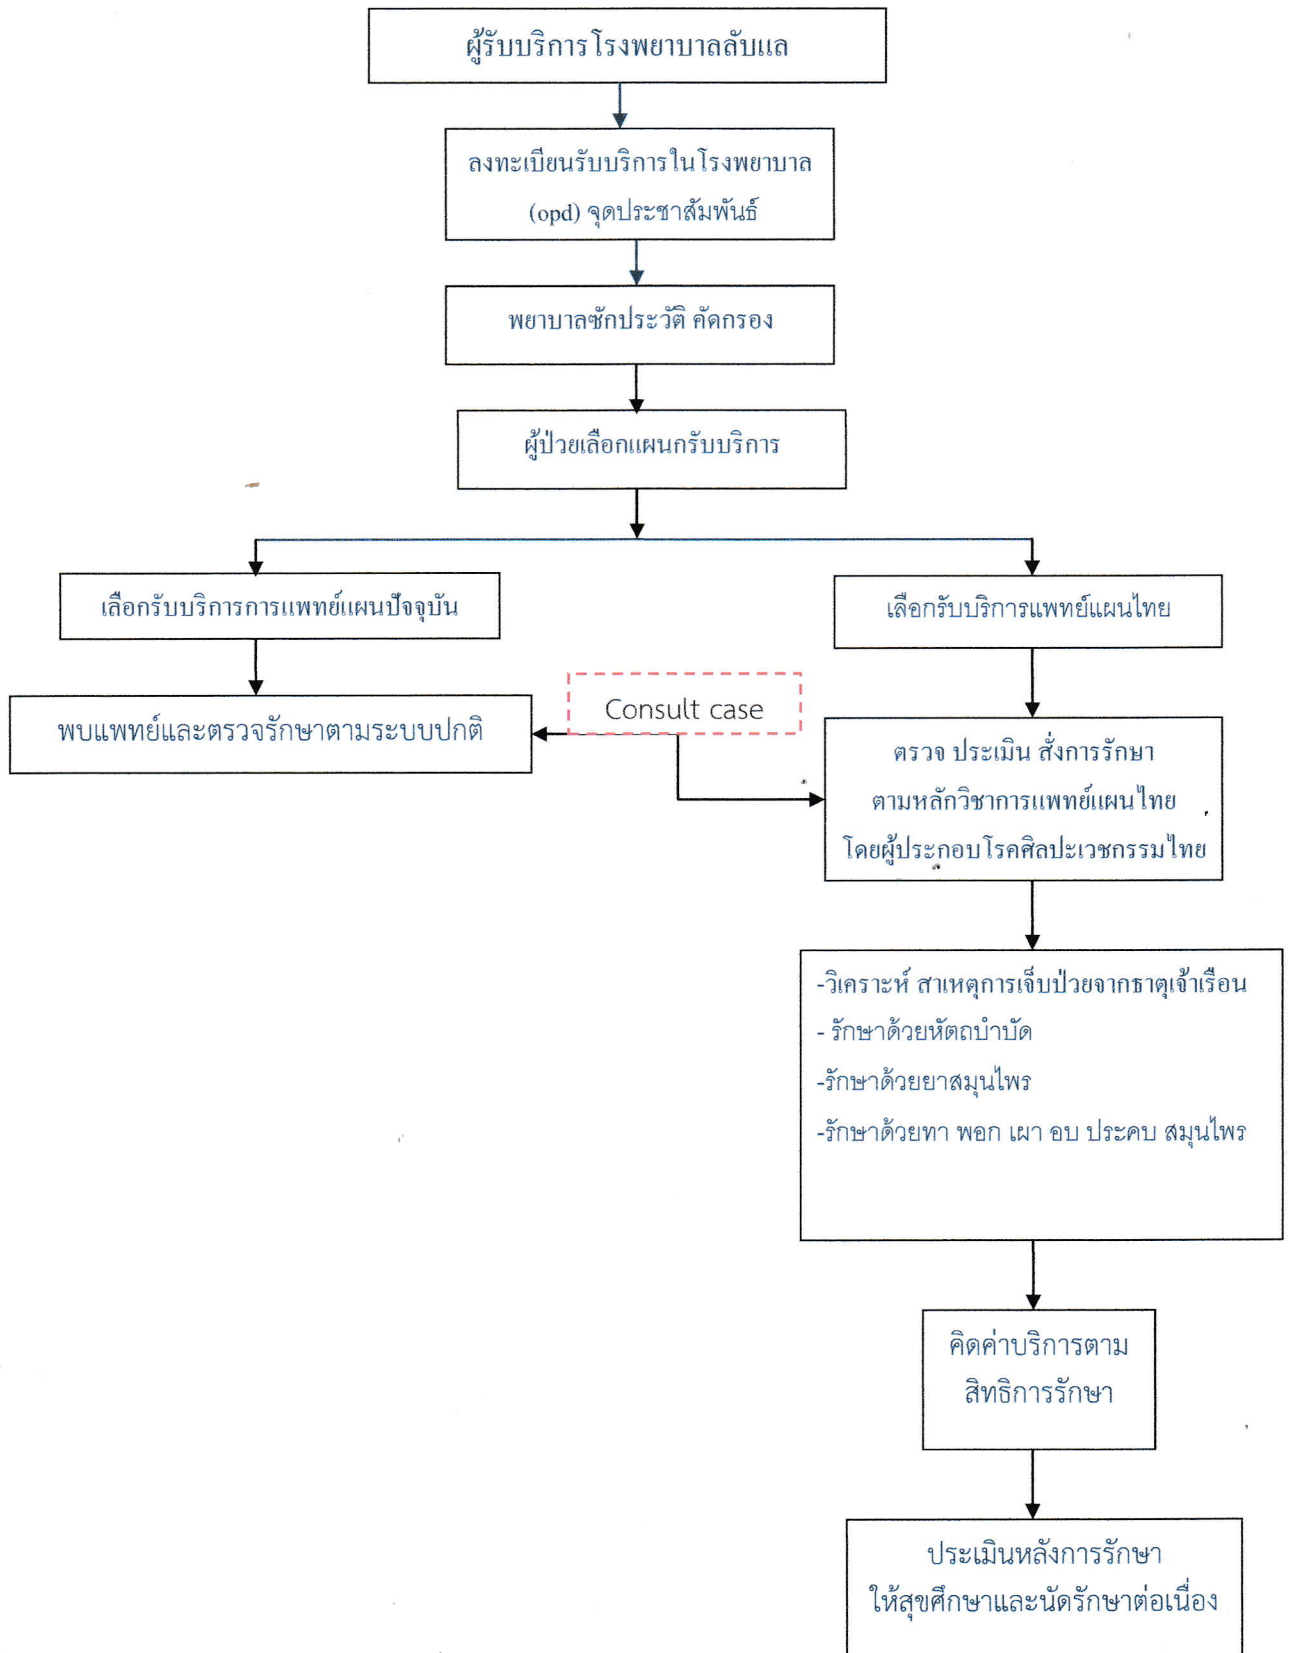 ผู้รับบริการโรงพยาบาลลับแล
ลงทะเบียนรับบริการในโรงพยาบาล
(opd) จุดประชาสัมพันธ์
พยาบาลซักประวัติ คัดกรอง
ผู้ป่วยเลือกแผนกรับบริการ
เลือกรับบริการการแพทย์แผนปัจจุบัน
เลือกรับบริการแพทย์แผนไทย
พบแพทย์และตรวจรักษาตามระบบปกติ
Consult case
ตรวจ ประเมิน สั่งการรักษา
ตามหลักวิชาการแพทย์แผนไทย
โดยผู้ประกอบโรคศิลปะเวชกรรมไทย
-วิเคราะห์ สาเหตุการเจ็บป่วยจากธาตุเจ้าเรือน
- รักษาด้วยหัตถบำบัด
-รักษาด้วยยาสมุนไพร
-รักษาด้วยทา พอก เผา อบ ประคบ สมุนไพร
คิดค่าบริการตาม
สิทธิการรักษา
ประเมินหลังการรักษา
ให้สุขศึกษาและนัดรักษาต่อเนื่อง